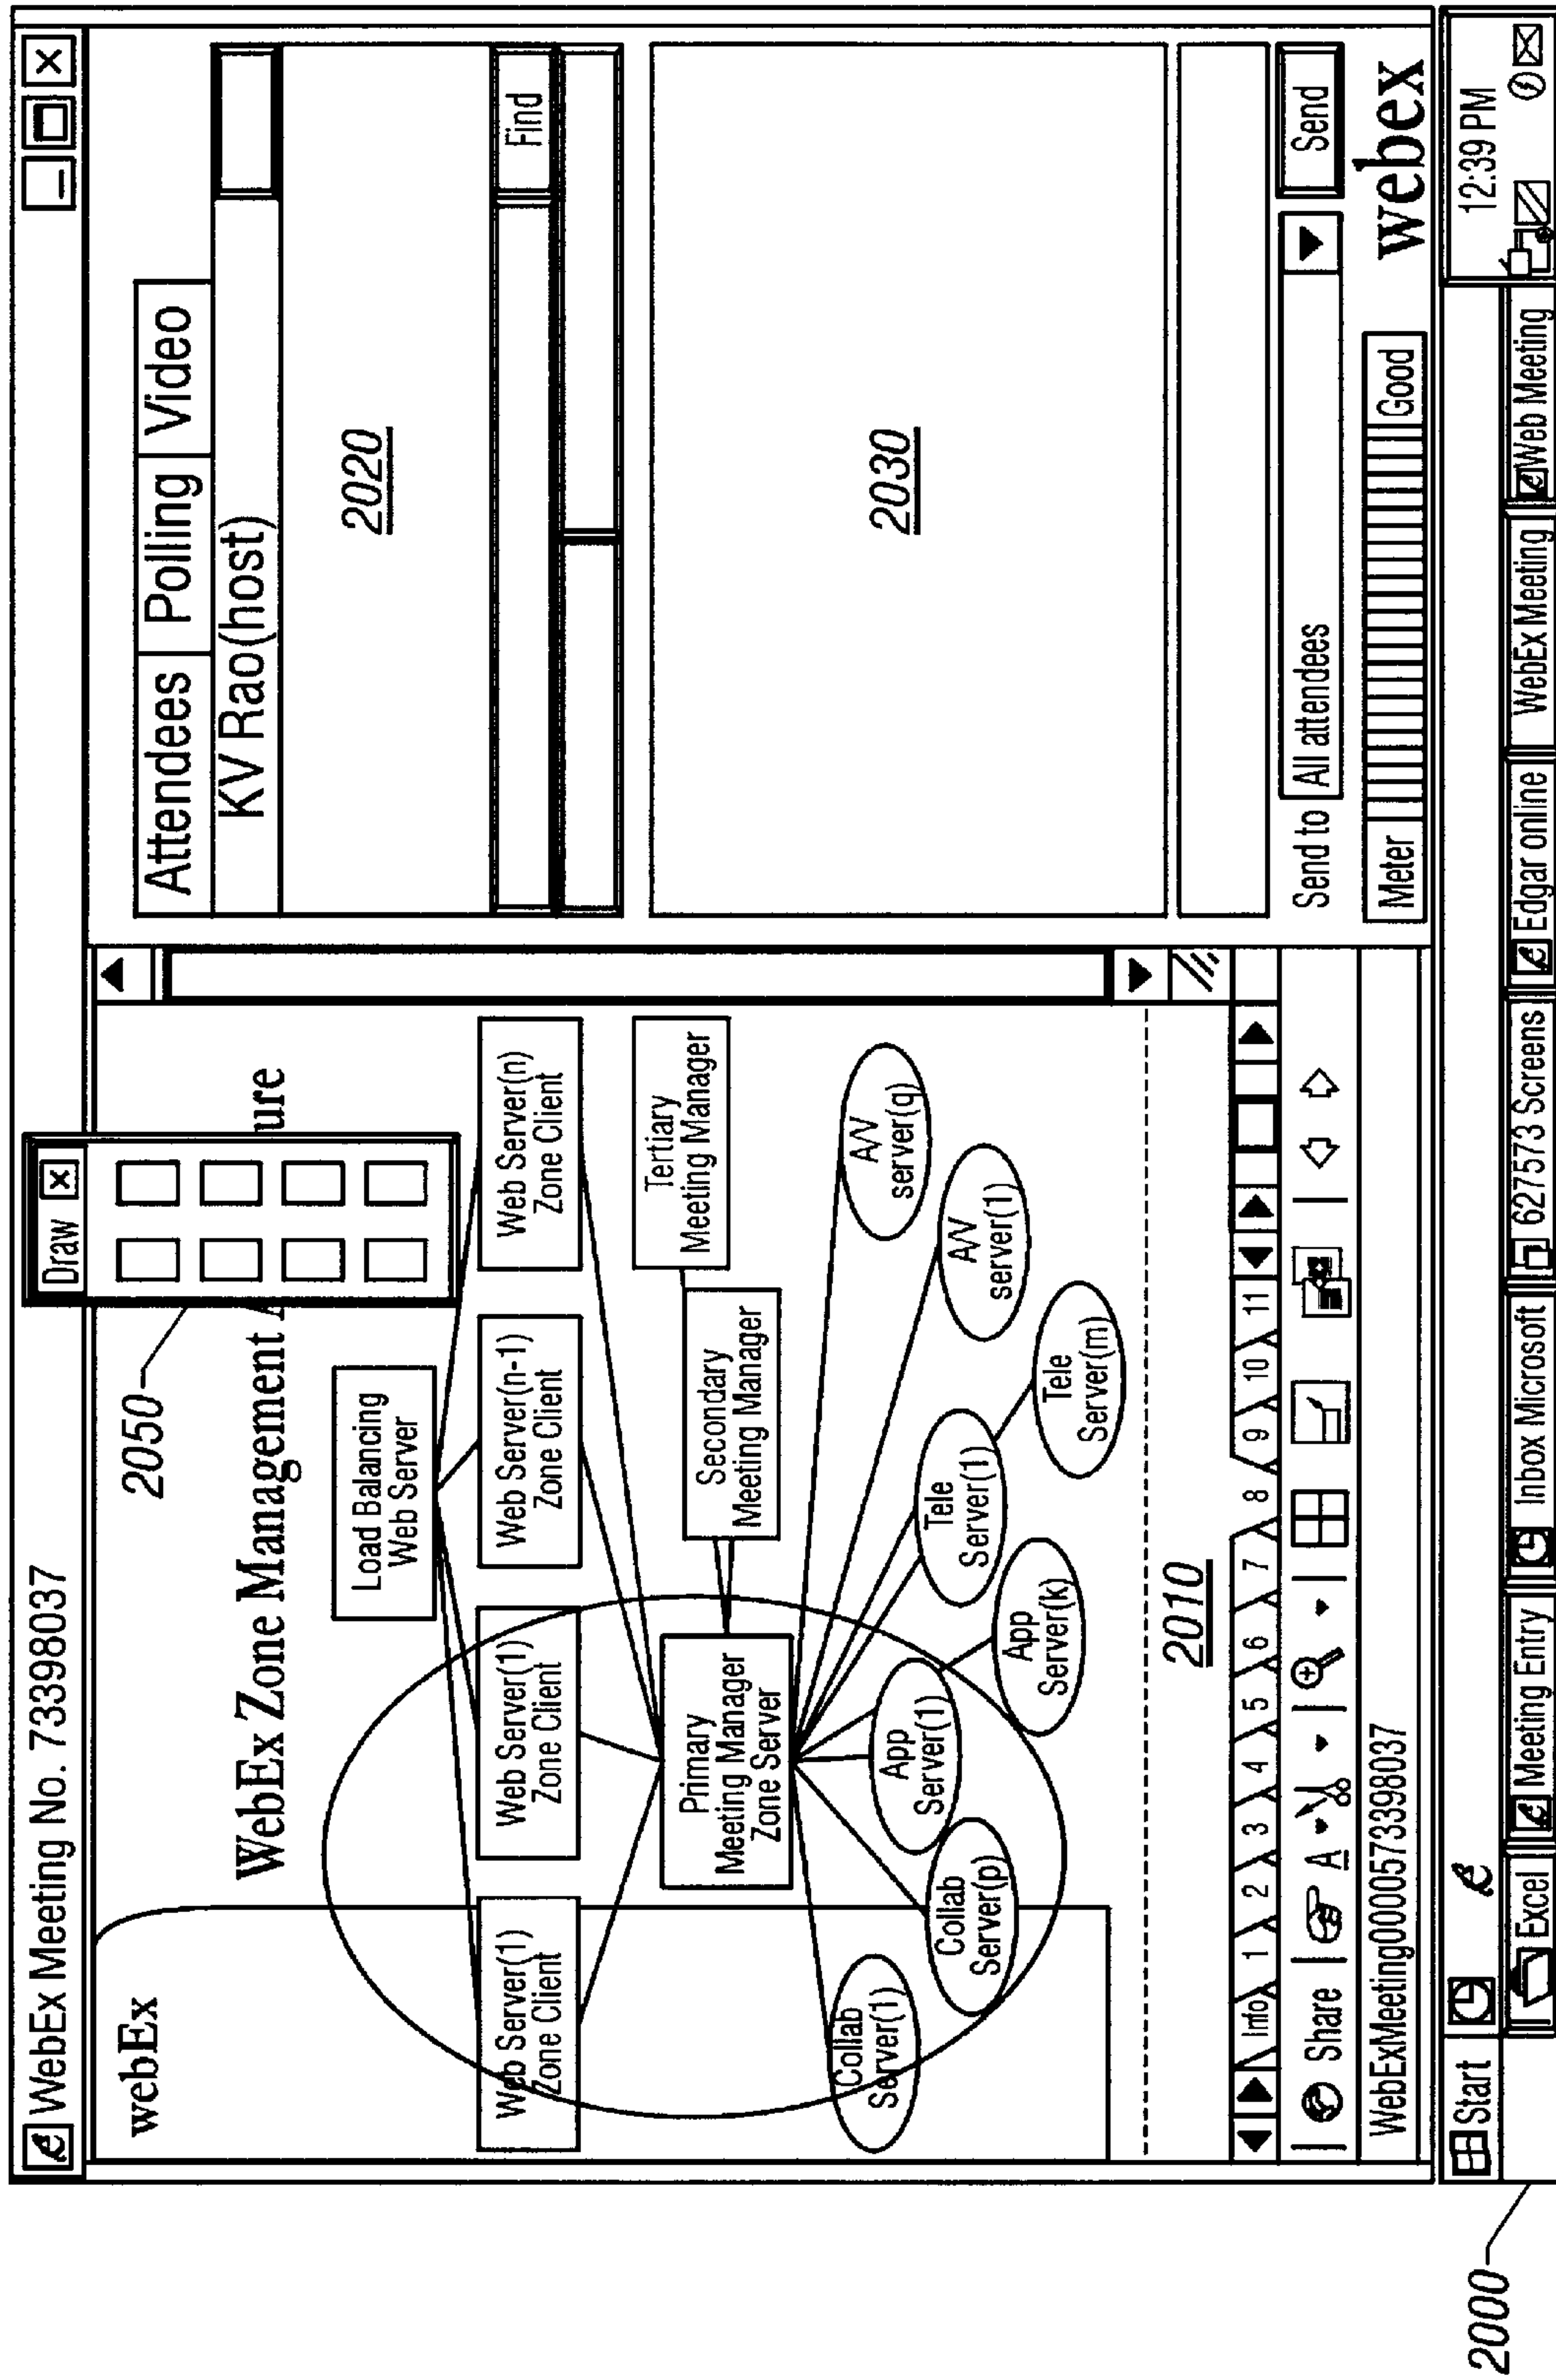 WebEx Meeting No. 73398037
2050
Draw
webEx
WebEx Zone Management A
ure
Load Balancing
Web Server
Web Server(1)
Zone Client
Web Server(1)
Zone Client
Web Server(n-1)
Zone Client
Web Server(n)
Zone Client
Primary
Meeting Manager
Zone Server
Secondary
Meeting Manager
Tertiary
Meeting Manager
Collab
Server(1)
Collab
Server(p)
App
Server(1)
App
Server(k)
Tele
Server(1)
Tele
Server(m)
A/V
server(1)
A/V
server(q)
2010
Info 1 2 3 4 5 6 7 8 9 10 11
Share A
WebExMeeting0000573398037
Attendees Polling Video
KV Rao(host)
2020
Find
2030
Send to All attendees Send
Meter Good
webex
Start
12:39 PM
Excel Meeting Entry Inbox Microsoft 627573 Screens Edgar online WebEx Meeting Web Meeting
2000